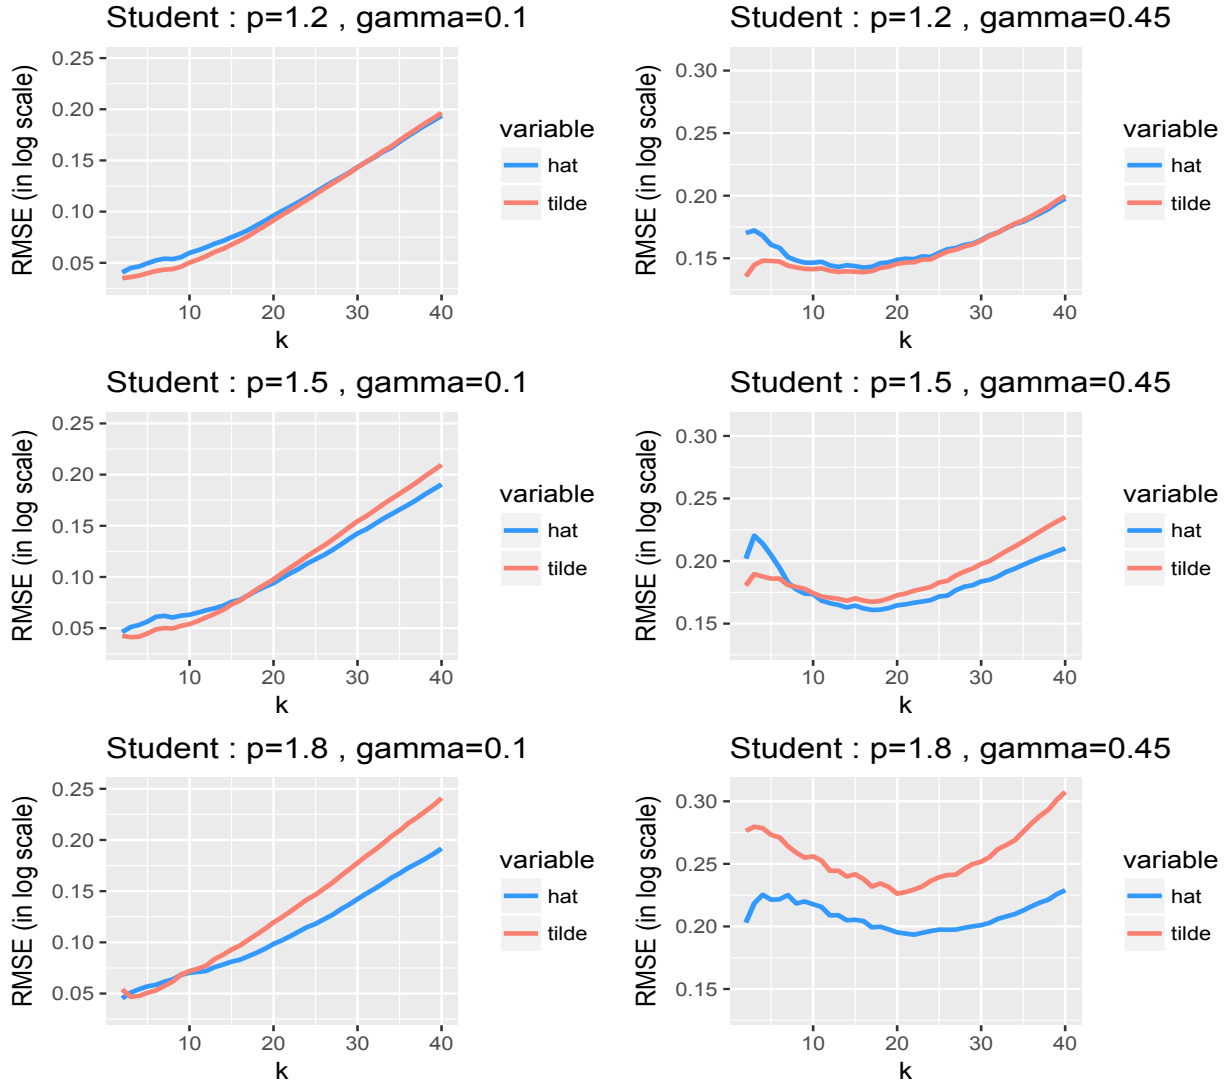 Student : p=1.2 , gamma=0.1
RMSE (in log scale)
0.25
0.20
0.15
0.10
0.05
10 20 30 40
k
variable
hat
tilde
Student : p=1.2 , gamma=0.45
RMSE (in log scale)
0.30
0.25
0.20
0.15
10 20 30 40
k
variable
hat
tilde
Student : p=1.5 , gamma=0.1
RMSE (in log scale)
0.25
0.20
0.15
0.10
0.05
10 20 30 40
k
variable
hat
tilde
Student : p=1.5 , gamma=0.45
RMSE (in log scale)
0.30
0.25
0.20
0.15
10 20 30 40
k
variable
hat
tilde
Student : p=1.8 , gamma=0.1
RMSE (in log scale)
0.25
0.20
0.15
0.10
0.05
10 20 30 40
k
variable
hat
tilde
Student : p=1.8 , gamma=0.45
RMSE (in log scale)
0.30
0.25
0.20
0.15
10 20 30 40
k
variable
hat
tilde